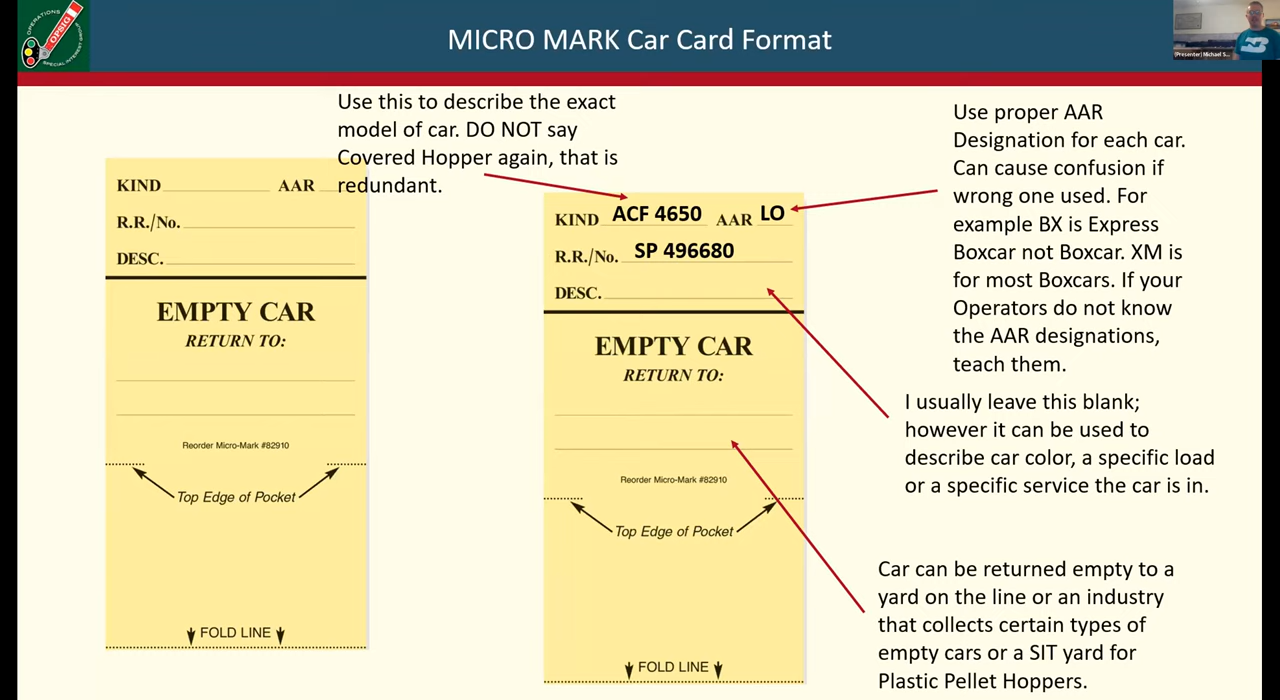 OPERATIONS
OPSIG
SPECIAL INTEREST GROUP
MICRO MARK Car Card Format
[Presenter] Michael S...
Use this to describe the exact
model of car. DO NOT say
Covered Hopper again, that is
redundant.
Use proper AAR
Designation for each car.
Can cause confusion if
wrong one used. For
example BX is Express
Boxcar not Boxcar. XM is
for most Boxcars. If your
Operators do not know
the AAR designations,
teach them.
KIND AAR
R.R./No.
DESC.
EMPTY CAR
RETURN TO:
Reorder Micro-Mark #82910
Top Edge of Pocket
FOLD LINE
KIND ACF 4650 AAR LO
R.R./No. SP 496680
DESC.
EMPTY CAR
RETURN TO:
Reorder Micro-Mark #82910
Top Edge of Pocket
FOLD LINE
I usually leave this blank;
however it can be used to
describe car color, a specific load
or a specific service the car is in.
Car can be returned empty to a
yard on the line or an industry
that collects certain types of
empty cars or a SIT yard for
Plastic Pellet Hoppers.